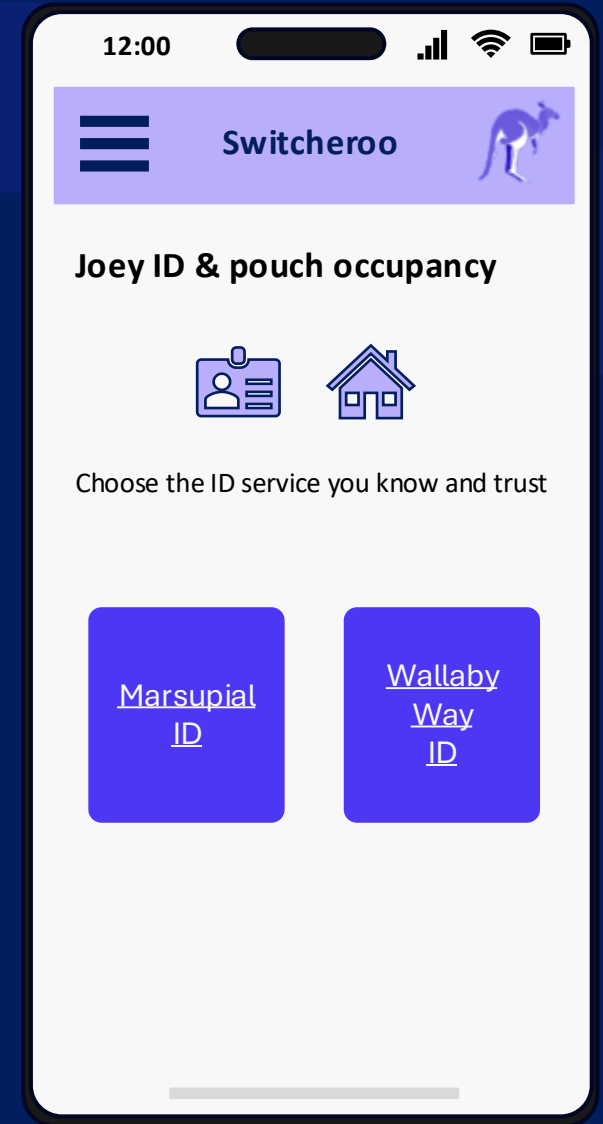 12:00
Switcheroo
Joey ID & pouch occupancy
Choose the ID service you know and trust
Marsupial
ID
Wallaby
Way
ID